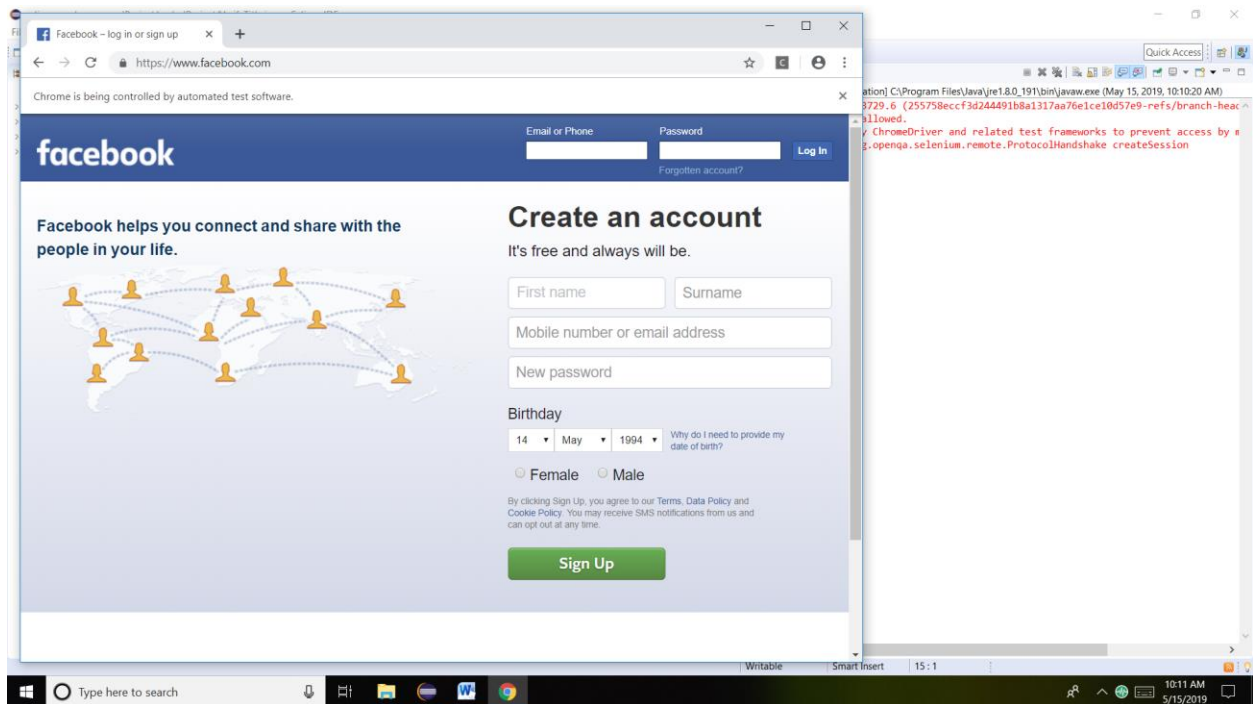 Facebook – log in or sign up
https://www.facebook.com
Chrome is being controlled by automated test software.
facebook
Email or Phone
Password
Log In
Forgotten account?
Facebook helps you connect and share with the
people in your life.
Create an account
It's free and always will be.
First name
Surname
Mobile number or email address
New password
Birthday
14
May
1994
Why do I need to provide my
date of birth?
Female
Male
By clicking Sign Up, you agree to our Terms, Data Policy and
Cookie Policy. You may receive SMS notifications from us and
can opt out at any time.
Sign Up
Quick Access
ation] C:\Program Files\Java\jre1.8.0_191\bin\javaw.exe (May 15, 2019, 10:10:20 AM)
3729.6 (255758eccf3d244491b8a1317aa76e1ce10d57e9-refs/branch-head
allowed.
y ChromeDriver and related test frameworks to prevent access by m
g.openqa.selenium.remote.ProtocolHandshake createSession
Writable
Smart Insert
15 : 1
Type here to search
10:11 AM
5/15/2019